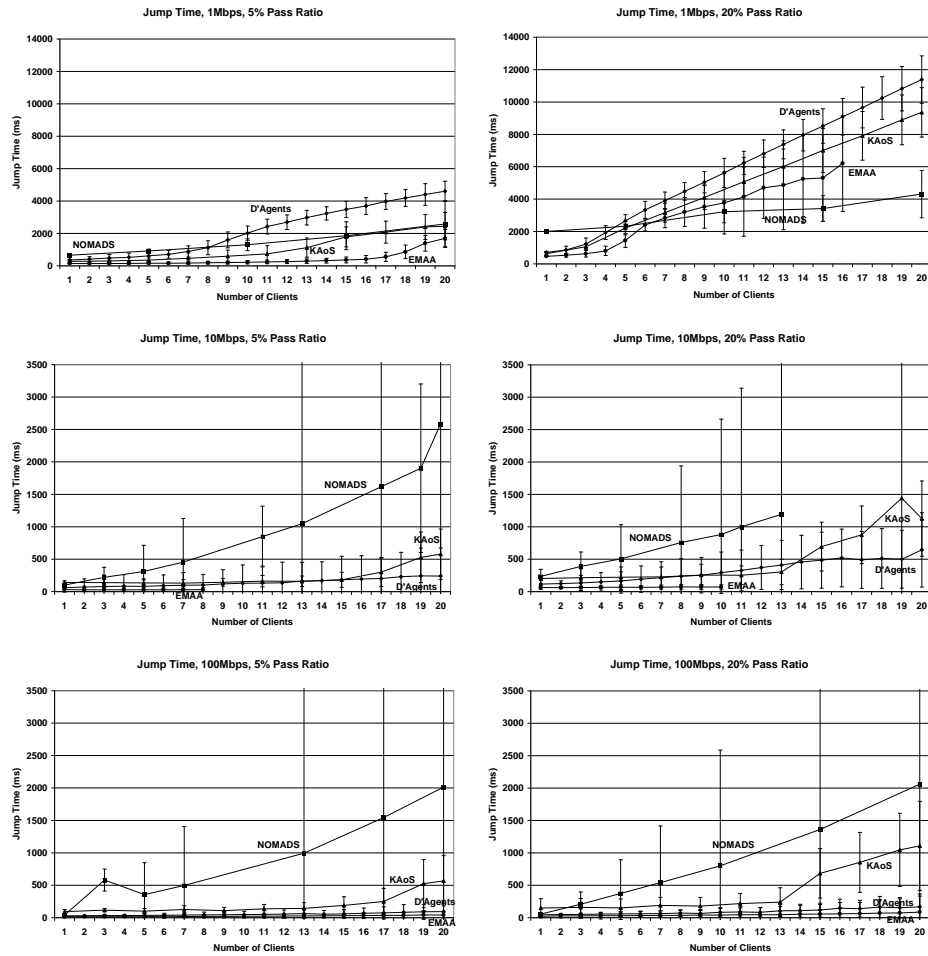 Jump Time, 1Mbps, 5% Pass Ratio
Jump Time (ms)
14000
12000
10000
8000
6000
4000
2000
0
D'Agents
NOMADS
KAoS
EMAA
1 2 3 4 5 6 7 8 9 10 11 12 13 14 15 16 17 18 19 20
Number of Clients
Jump Time, 1Mbps, 20% Pass Ratio
Jump Time (ms)
14000
12000
10000
8000
6000
4000
2000
0
D'Agents
KAoS
EMAA
NOMADS
1 2 3 4 5 6 7 8 9 10 11 12 13 14 15 16 17 18 19 20
Number of Clients
Jump Time, 10Mbps, 5% Pass Ratio
Jump Time (ms)
3500
3000
2500
2000
1500
1000
500
0
NOMADS
KAoS
D'Agents
EMAA
1 2 3 4 5 6 7 8 9 10 11 12 13 14 15 16 17 18 19 20
Number of Clients
Jump Time, 10Mbps, 20% Pass Ratio
Jump Time (ms)
3500
3000
2500
2000
1500
1000
500
0
NOMADS
KAoS
D'Agents
EMAA
1 2 3 4 5 6 7 8 9 10 11 12 13 14 15 16 17 18 19 20
Number of Clients
Jump Time, 100Mbps, 5% Pass Ratio
Jump Time (ms)
3500
3000
2500
2000
1500
1000
500
0
NOMADS
KAoS
D'Agents
EMAA
1 2 3 4 5 6 7 8 9 10 11 12 13 14 15 16 17 18 19 20
Number of Clients
Jump Time, 100Mbps, 20% Pass Ratio
Jump Time (ms)
3500
3000
2500
2000
1500
1000
500
0
NOMADS
KAoS
D'Agents
EMAA
1 2 3 4 5 6 7 8 9 10 11 12 13 14 15 16 17 18 19 20
Number of Clients